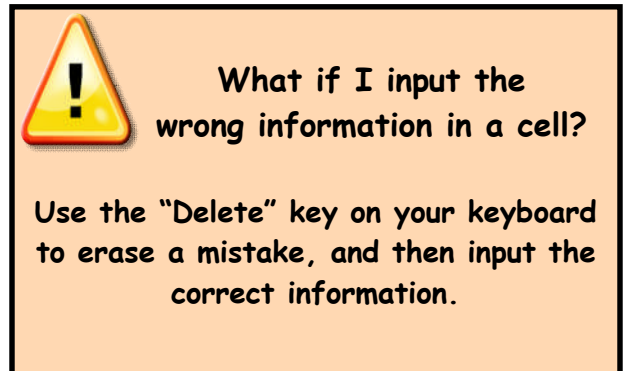 !
What if I input the
wrong information in a cell?
Use the “Delete” key on your keyboard
to erase a mistake, and then input the
correct information.